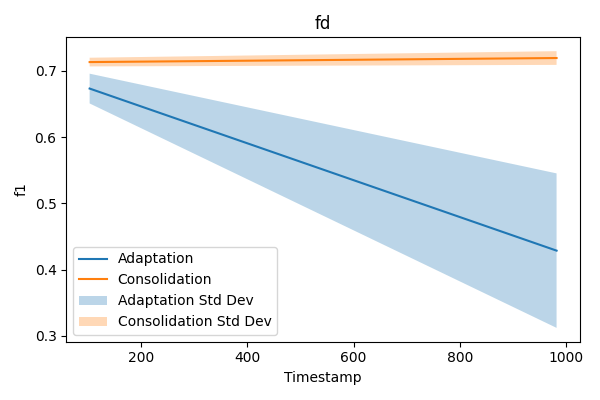 fd
f1
0.7
0.6
0.5
0.4
0.3
Adaptation
Consolidation
Adaptation Std Dev
Consolidation Std Dev
200
400
600
800
1000
Timestamp